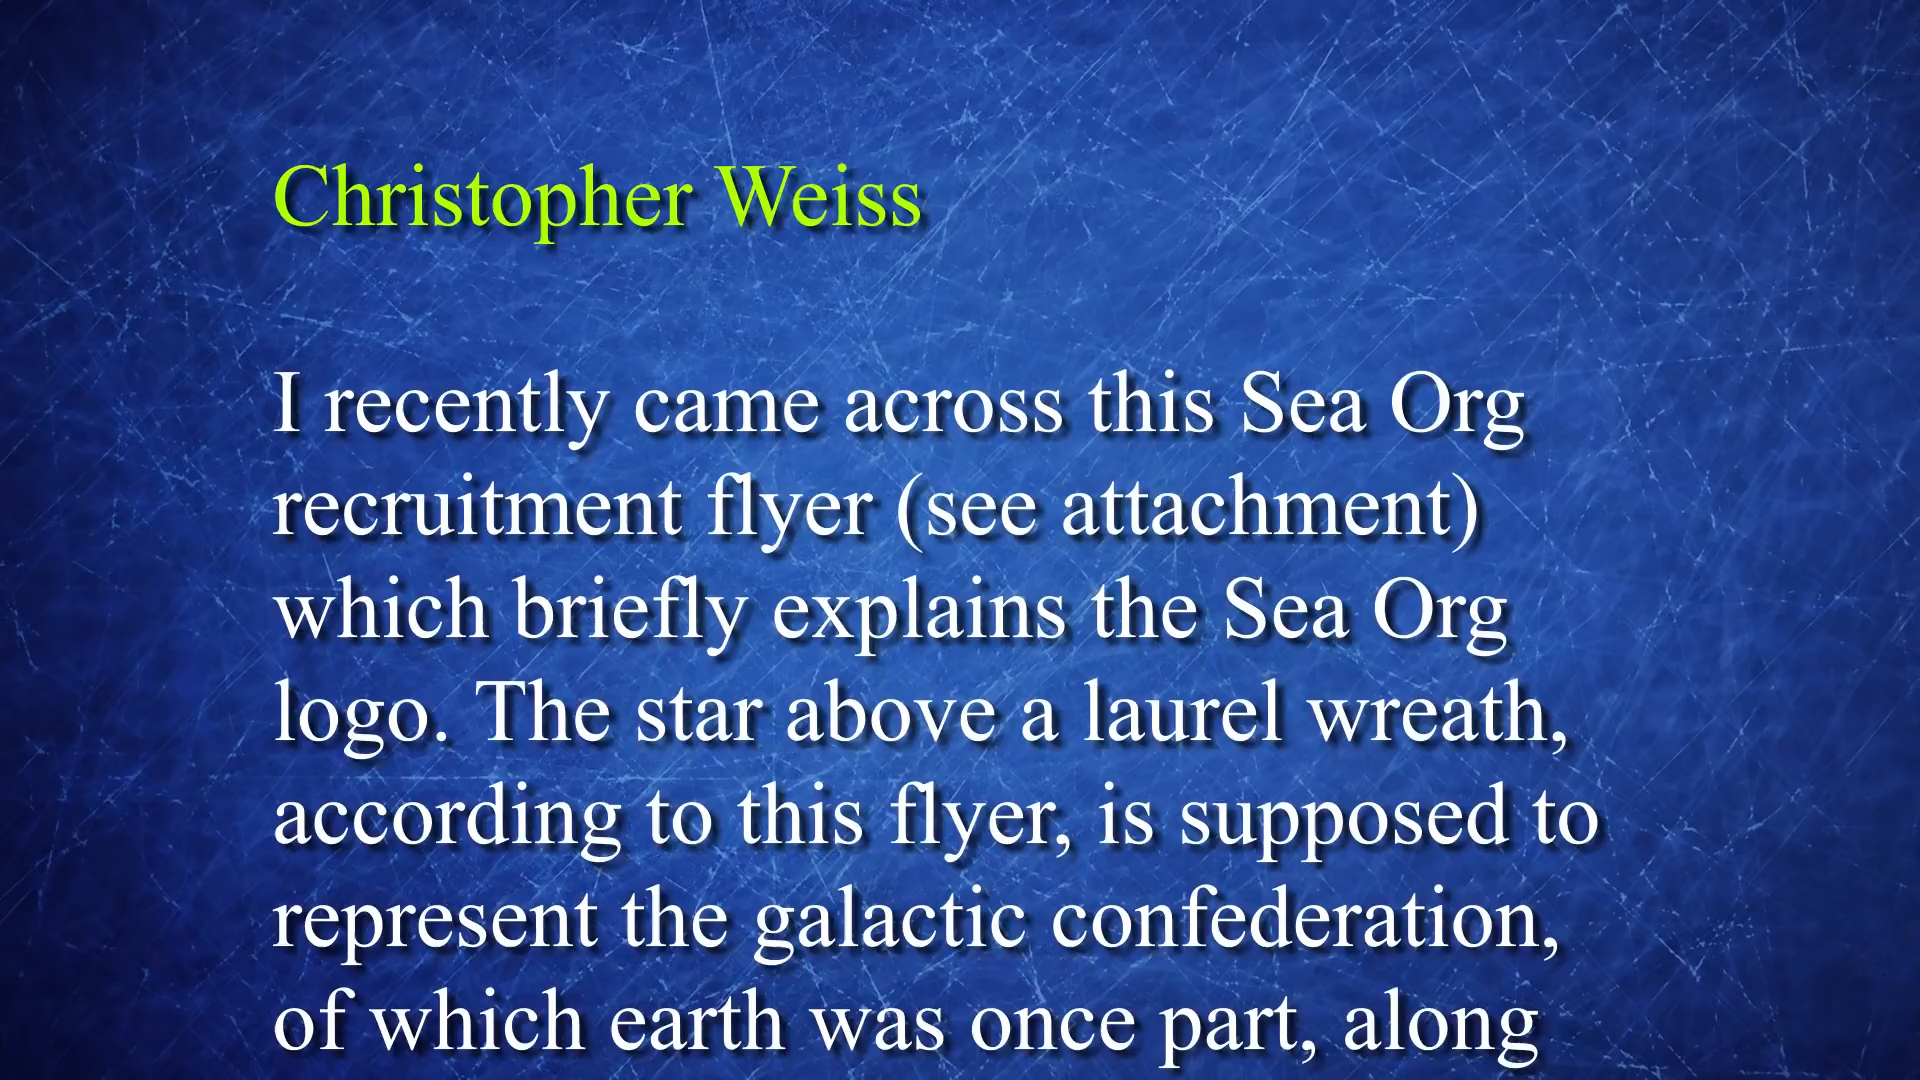 Christopher Weiss
I recently came across this Sea Org
recruitment flyer (see attachment)
which briefly explains the Sea Org
logo. The star above a laurel wreath,
according to this flyer, is supposed to
represent the galactic confederation,
of which earth was once part, along